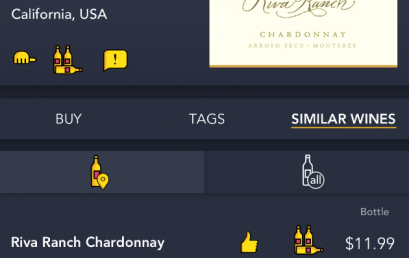 California, USA
Riva Ranch
CHARDONNAY
ARROYO SECO • MONTEREY
!
BUY
TAGS
SIMILAR WINES
all
Bottle
Riva Ranch Chardonnay
$11.99